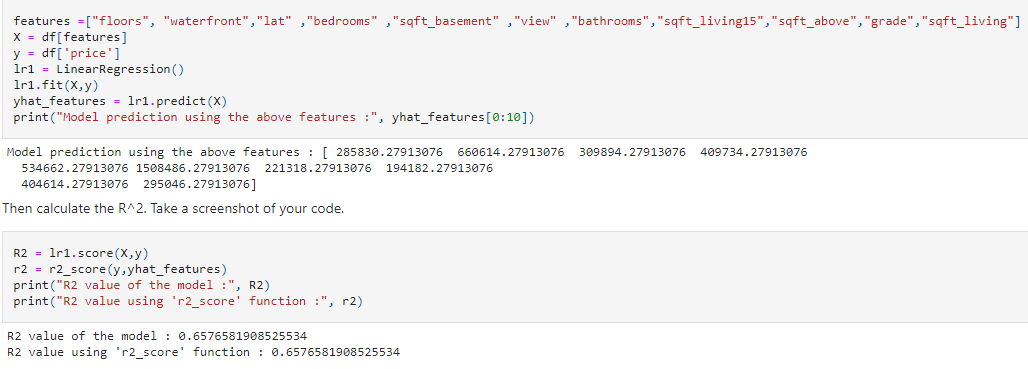 features =["floors", "waterfront","lat" ,"bedrooms" ,"sqft_basement" ,"view" ,"bathrooms","sqft_living15","sqft_above","grade","sqft_living"]
X = df[features]
y = df['price']
lr1 = LinearRegression()
lr1.fit(X,y)
yhat_features = lr1.predict(X)
print("Model prediction using the above features :", yhat_features[0:10])
Model prediction using the above features : [ 285830.27913076  660614.27913076  309894.27913076  409734.27913076
  534662.27913076 1508486.27913076  221318.27913076  194182.27913076
  404614.27913076  295046.27913076]
Then calculate the R^2. Take a screenshot of your code.
R2 = lr1.score(X,y)
r2 = r2_score(y,yhat_features)
print("R2 value of the model :", R2)
print("R2 value using 'r2_score' function :", r2)
R2 value of the model : 0.6576581908525534
R2 value using 'r2_score' function : 0.6576581908525534